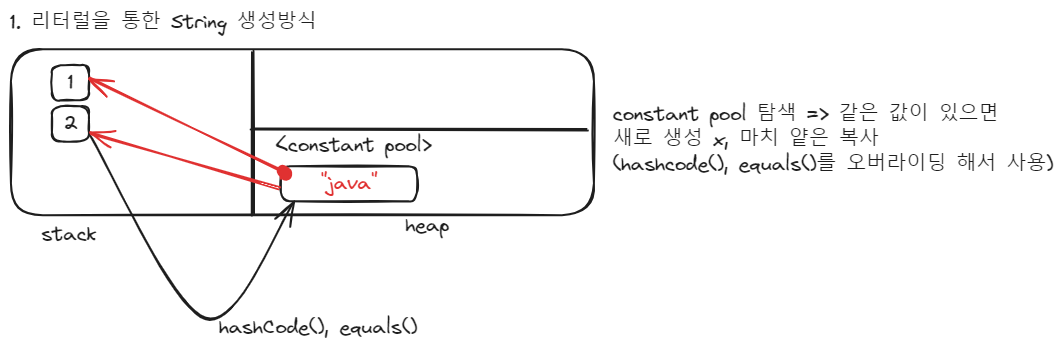 1. 리터럴을 통한 String 생성방식
1
2
<constant pool>
"java"
stack
heap
hashCode(), equals()
constant pool 탐색 => 같은 값이 있으면
새로 생성 x, 마치 얕은 복사
(hashcode(), equals()를 오버라이딩 해서 사용)